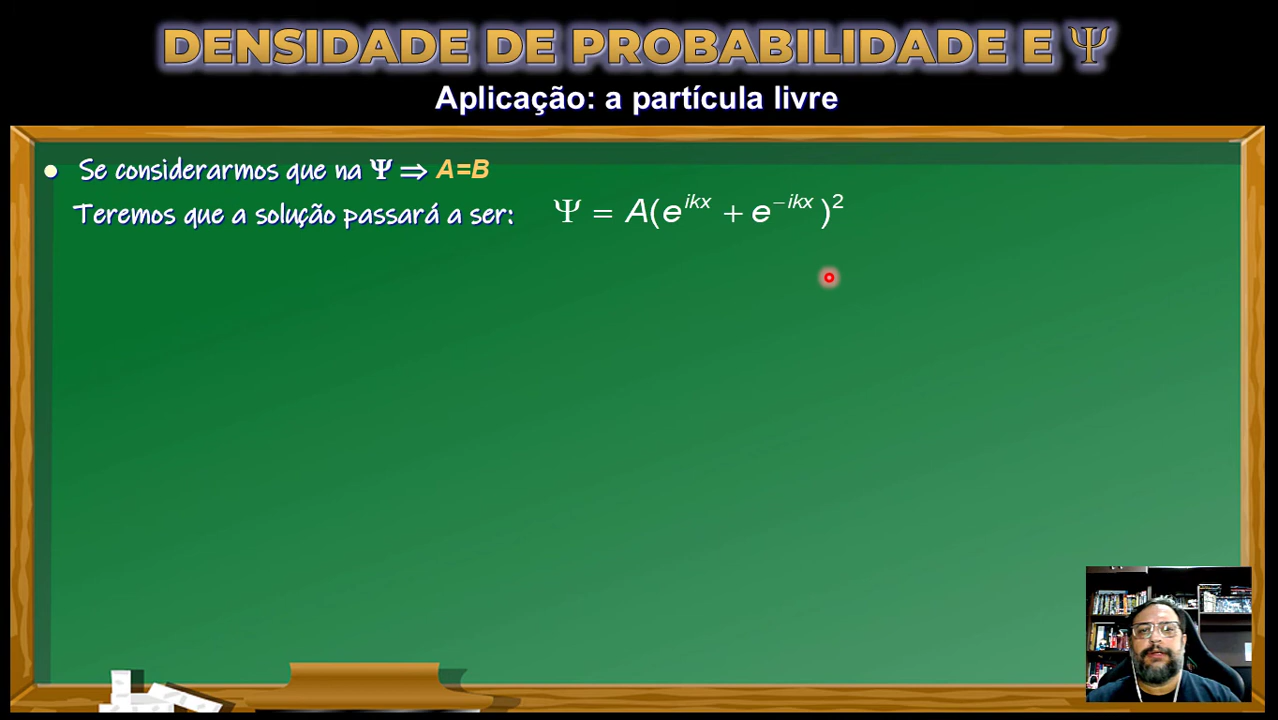 DENSIDADE DE PROBABILIDADE E Ψ
Aplicação: a partícula livre
• Se considerarmos que na Ψ ⇒ A=B
Teremos que a solução passará a ser: Ψ = A(e^{ikx} + e^{−ikx})^2